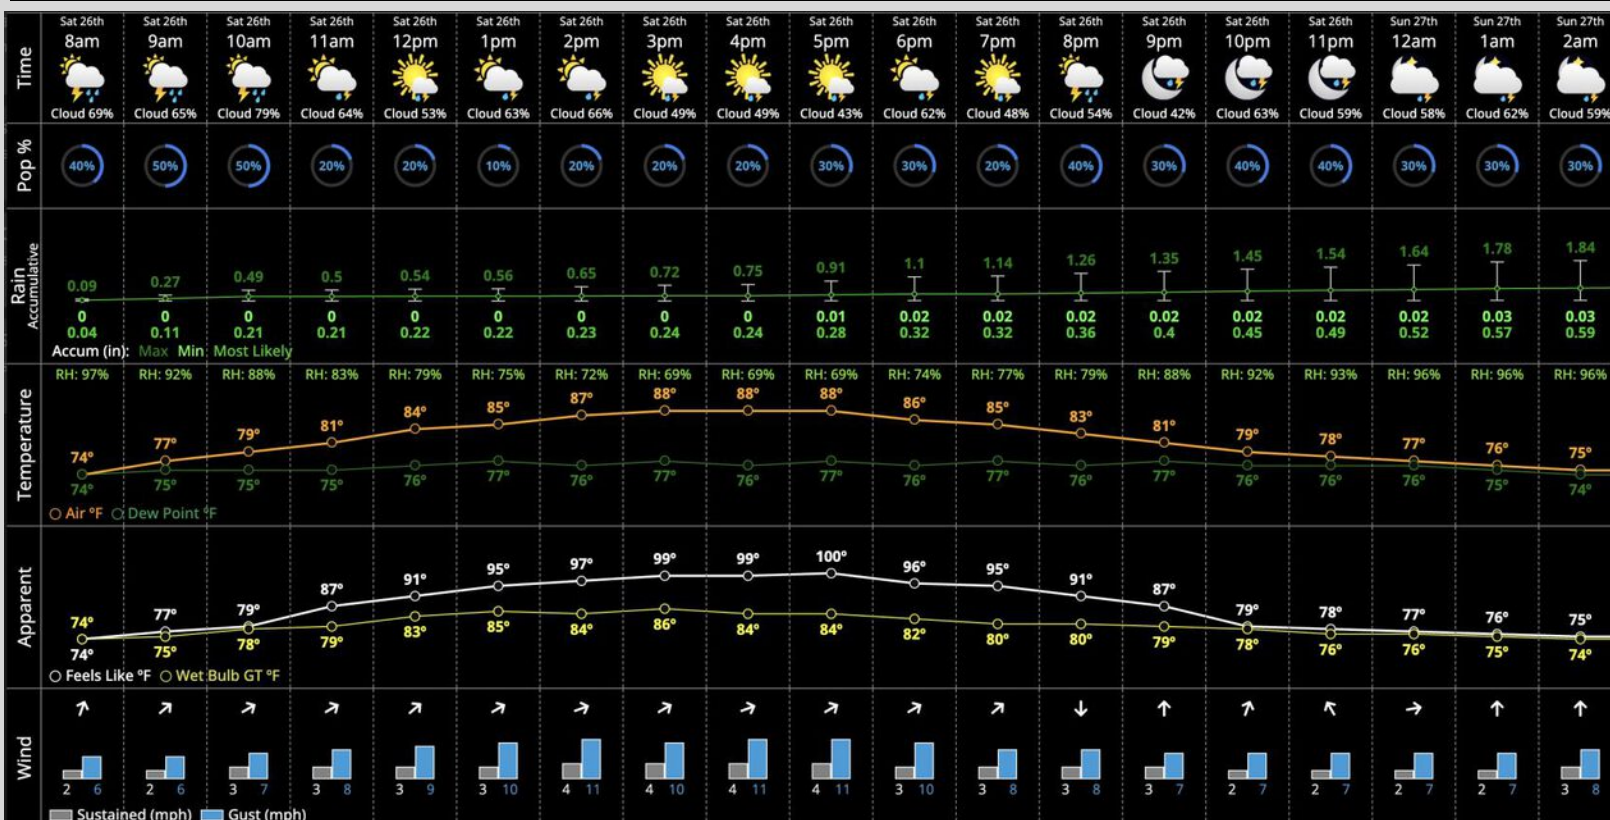 Time
Sat 26th Sat 26th Sat 26th Sat 26th Sat 26th Sat 26th Sat 26th Sat 26th Sat 26th Sat 26th Sat 26th Sat 26th Sat 26th Sat 26th Sat 26th Sat 26th Sun 27th Sun 27th Sun 27th
8am 9am 10am 11am 12pm 1pm 2pm 3pm 4pm 5pm 6pm 7pm 8pm 9pm 10pm 11pm 12am 1am 2am
Cloud 69% Cloud 65% Cloud 79% Cloud 64% Cloud 53% Cloud 63% Cloud 66% Cloud 49% Cloud 49% Cloud 43% Cloud 62% Cloud 48% Cloud 54% Cloud 42% Cloud 63% Cloud 59% Cloud 58% Cloud 62% Cloud 59%
Pop %
40% 50% 50% 20% 20% 10% 20% 20% 20% 30% 30% 20% 40% 30% 40% 40% 30% 30% 30%
Rain
Accumulative
0.09 0.27 0.49 0.5 0.54 0.56 0.65 0.72 0.75 0.91 1.1 1.14 1.26 1.35 1.45 1.54 1.64 1.78 1.84
0 0 0 0 0 0 0 0 0 0.01 0.02 0.02 0.02 0.02 0.02 0.02 0.02 0.03 0.03
0.04 0.11 0.21 0.21 0.22 0.22 0.23 0.24 0.24 0.28 0.32 0.32 0.36 0.4 0.45 0.49 0.52 0.57 0.59
Accum (in): Max Min Most Likely
Temperature
RH: 97% RH: 92% RH: 88% RH: 83% RH: 79% RH: 75% RH: 72% RH: 69% RH: 69% RH: 69% RH: 74% RH: 77% RH: 79% RH: 88% RH: 92% RH: 93% RH: 96% RH: 96% RH: 96%
74° 77° 79° 81° 84° 85° 87° 88° 88° 88° 86° 85° 83° 81° 79° 78° 77° 76° 75°
74° 75° 75° 75° 76° 77° 76° 77° 76° 77° 76° 77° 76° 77° 76° 76° 76° 75° 74°
Air °F Dew Point °F
Apparent
74° 77° 79° 87° 91° 95° 97° 99° 99° 100° 96° 95° 91° 87° 79° 78° 77° 76° 75°
74° 75° 78° 79° 83° 85° 84° 86° 84° 84° 82° 80° 80° 79° 78° 76° 76° 75° 74°
Feels Like °F Wet Bulb GT °F
Wind
2 6 2 6 3 7 3 8 3 9 3 10 4 11 4 10 4 11 4 11 3 10 3 8 3 8 3 7 2 7 2 7 2 7 2 7 3 8
Sustained (mph) Gust (mph)